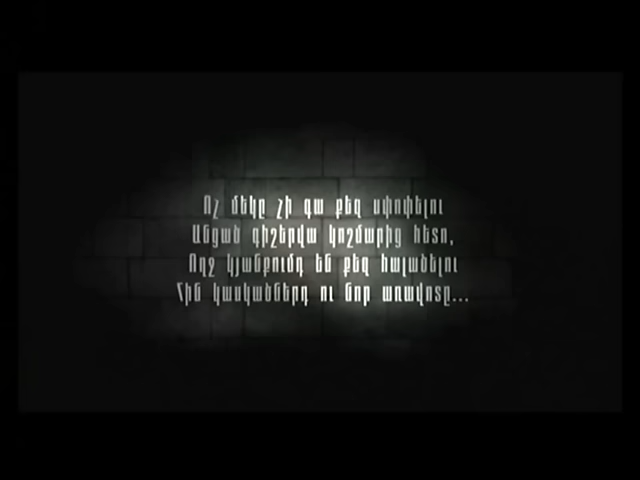 Ոչ մեկը չի գա քեզ սփոփելու
Անցած գիշերվա կոշմարից հետո,
Ողջ կյանքումդ են քեզ հալածելու
Հին կասկածներդ ու նոր առավոտը...